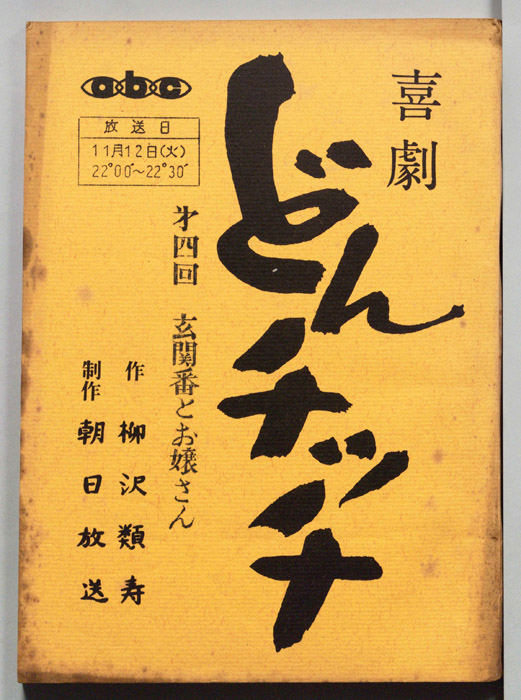 喜劇
どんチッチ
abc
放送日
11月12日(火)
22°00′〜22°30′
才四回 玄関番とお嬢さん
作 柳沢類寿
制作 朝日放送